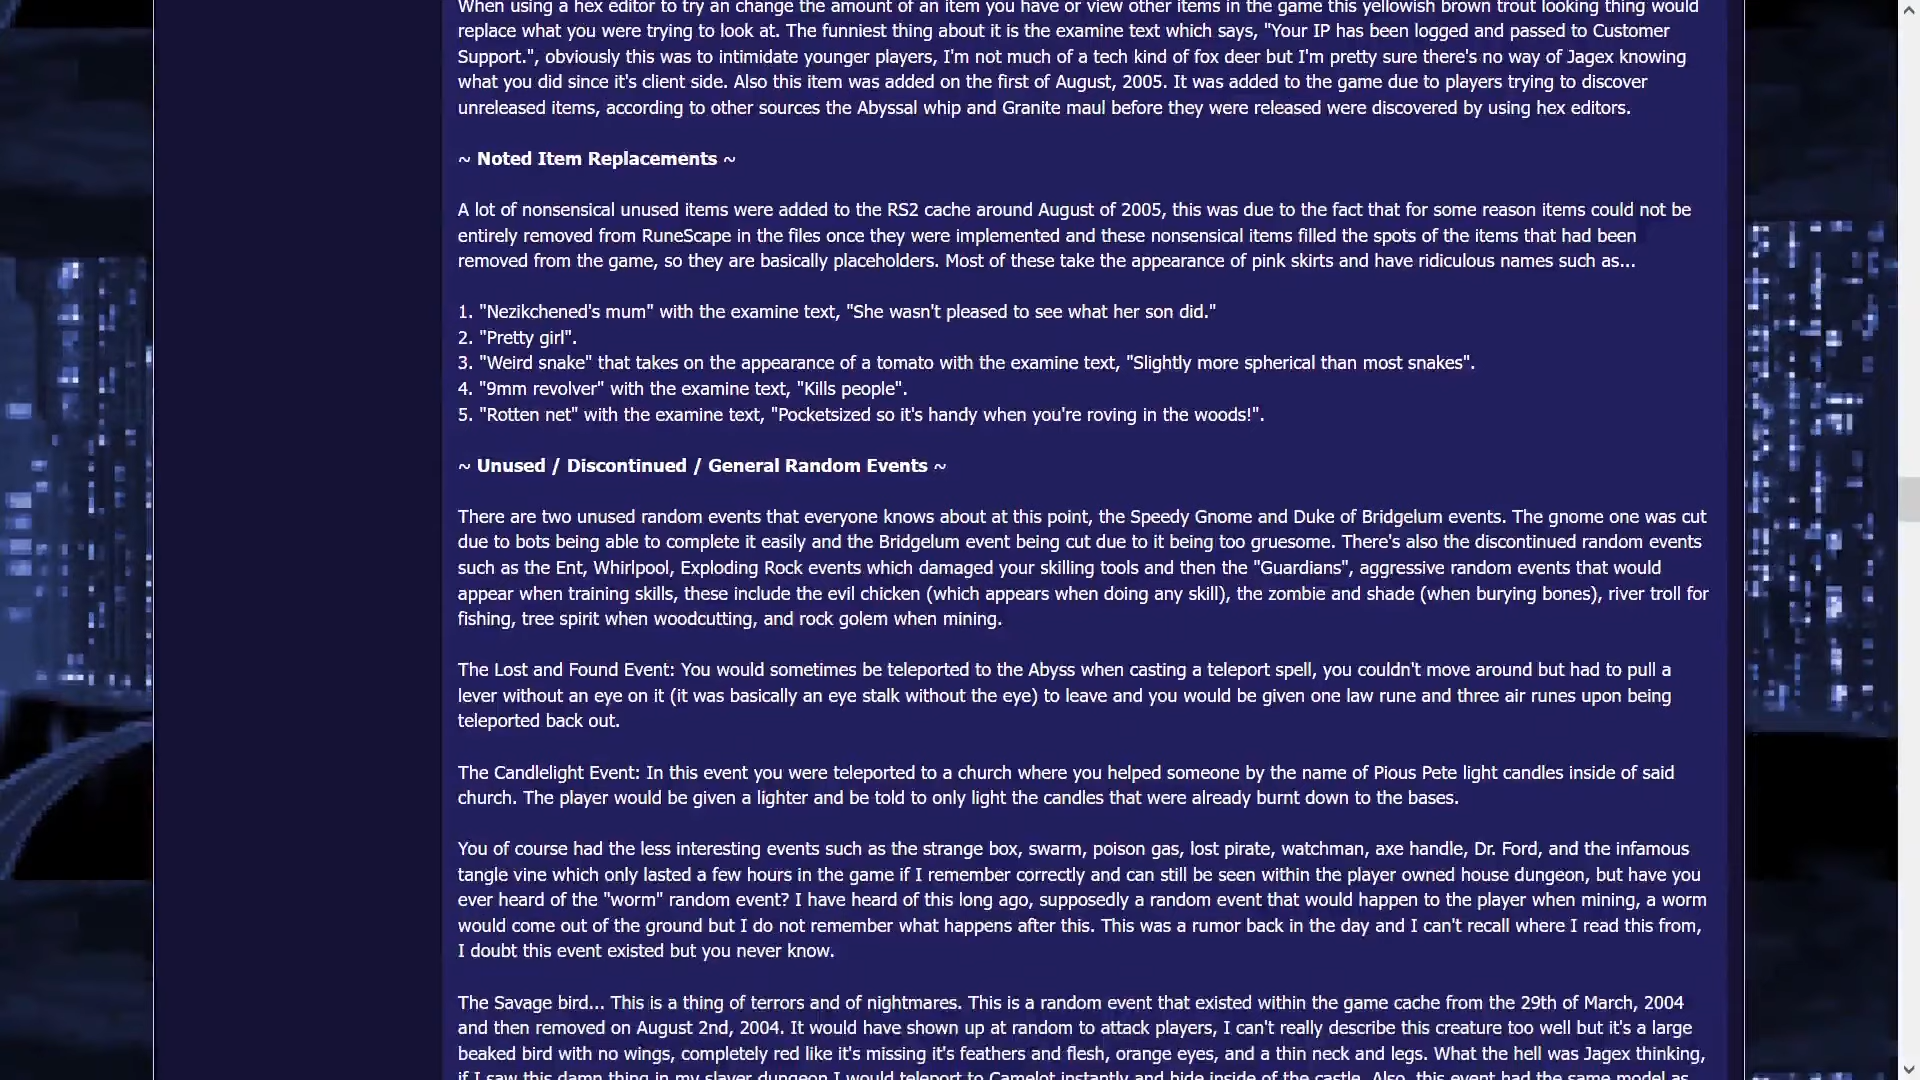 When using a hex editor to try an change the amount of an item you have or view other items in the game this yellowish brown trout looking thing would
replace what you were trying to look at. The funniest thing about it is the examine text which says, "Your IP has been logged and passed to Customer
Support.", obviously this was to intimidate younger players, I'm not much of a tech kind of fox deer but I'm pretty sure there's no way of Jagex knowing
what you did since it's client side. Also this item was added on the first of August, 2005. It was added to the game due to players trying to discover
unreleased items, according to other sources the Abyssal whip and Granite maul before they were released were discovered by using hex editors.
~ Noted Item Replacements ~
A lot of nonsensical unused items were added to the RS2 cache around August of 2005, this was due to the fact that for some reason items could not be
entirely removed from RuneScape in the files once they were implemented and these nonsensical items filled the spots of the items that had been
removed from the game, so they are basically placeholders. Most of these take the appearance of pink skirts and have ridiculous names such as...
1. "Nezikchened's mum" with the examine text, "She wasn't pleased to see what her son did."
2. "Pretty girl".
3. "Weird snake" that takes on the appearance of a tomato with the examine text, "Slightly more spherical than most snakes".
4. "9mm revolver" with the examine text, "Kills people".
5. "Rotten net" with the examine text, "Pocketsized so it's handy when you're roving in the woods!".
~ Unused / Discontinued / General Random Events ~
There are two unused random events that everyone knows about at this point, the Speedy Gnome and Duke of Bridgelum events. The gnome one was cut
due to bots being able to complete it easily and the Bridgelum event being cut due to it being too gruesome. There's also the discontinued random events
such as the Ent, Whirlpool, Exploding Rock events which damaged your skilling tools and then the "Guardians", aggressive random events that would
appear when training skills, these include the evil chicken (which appears when doing any skill), the zombie and shade (when burying bones), river troll for
fishing, tree spirit when woodcutting, and rock golem when mining.
The Lost and Found Event: You would sometimes be teleported to the Abyss when casting a teleport spell, you couldn't move around but had to pull a
lever without an eye on it (it was basically an eye stalk without the eye) to leave and you would be given one law rune and three air runes upon being
teleported back out.
The Candlelight Event: In this event you were teleported to a church where you helped someone by the name of Pious Pete light candles inside of said
church. The player would be given a lighter and be told to only light the candles that were already burnt down to the bases.
You of course had the less interesting events such as the strange box, swarm, poison gas, lost pirate, watchman, axe handle, Dr. Ford, and the infamous
tangle vine which only lasted a few hours in the game if I remember correctly and can still be seen within the player owned house dungeon, but have you
ever heard of the "worm" random event? I have heard of this long ago, supposedly a random event that would happen to the player when mining, a worm
would come out of the ground but I do not remember what happens after this. This was a rumor back in the day and I can't recall where I read this from,
I doubt this event existed but you never know.
The Savage bird... This is a thing of terrors and of nightmares. This is a random event that existed within the game cache from the 29th of March, 2004
and then removed on August 2nd, 2004. It would have shown up at random to attack players, I can't really describe this creature too well but it's a large
beaked bird with no wings, completely red like it's missing it's feathers and flesh, orange eyes, and a thin neck and legs. What the hell was Jagex thinking,
if I saw this damn thing in my slayer dungeon I would teleport to Camelot instantly and hide inside of the castle. Also, this event had the same model as